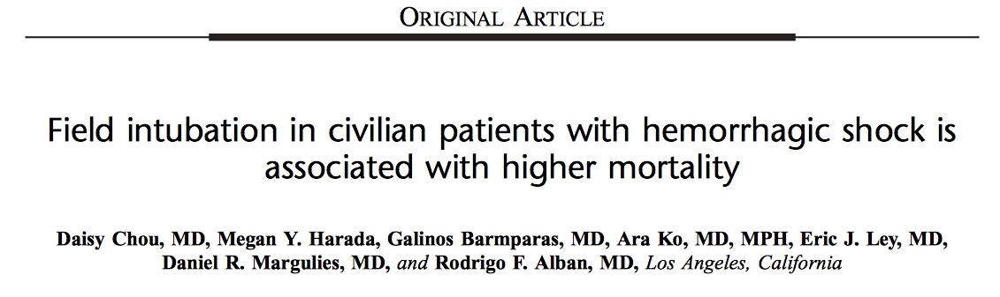 ORIGINAL ARTICLE
Field intubation in civilian patients with hemorrhagic shock is
associated with higher mortality
Daisy Chou, MD, Megan Y. Harada, Galinos Barmparas, MD, Ara Ko, MD, MPH, Eric J. Ley, MD,
Daniel R. Margulies, MD, and Rodrigo F. Alban, MD, Los Angeles, California